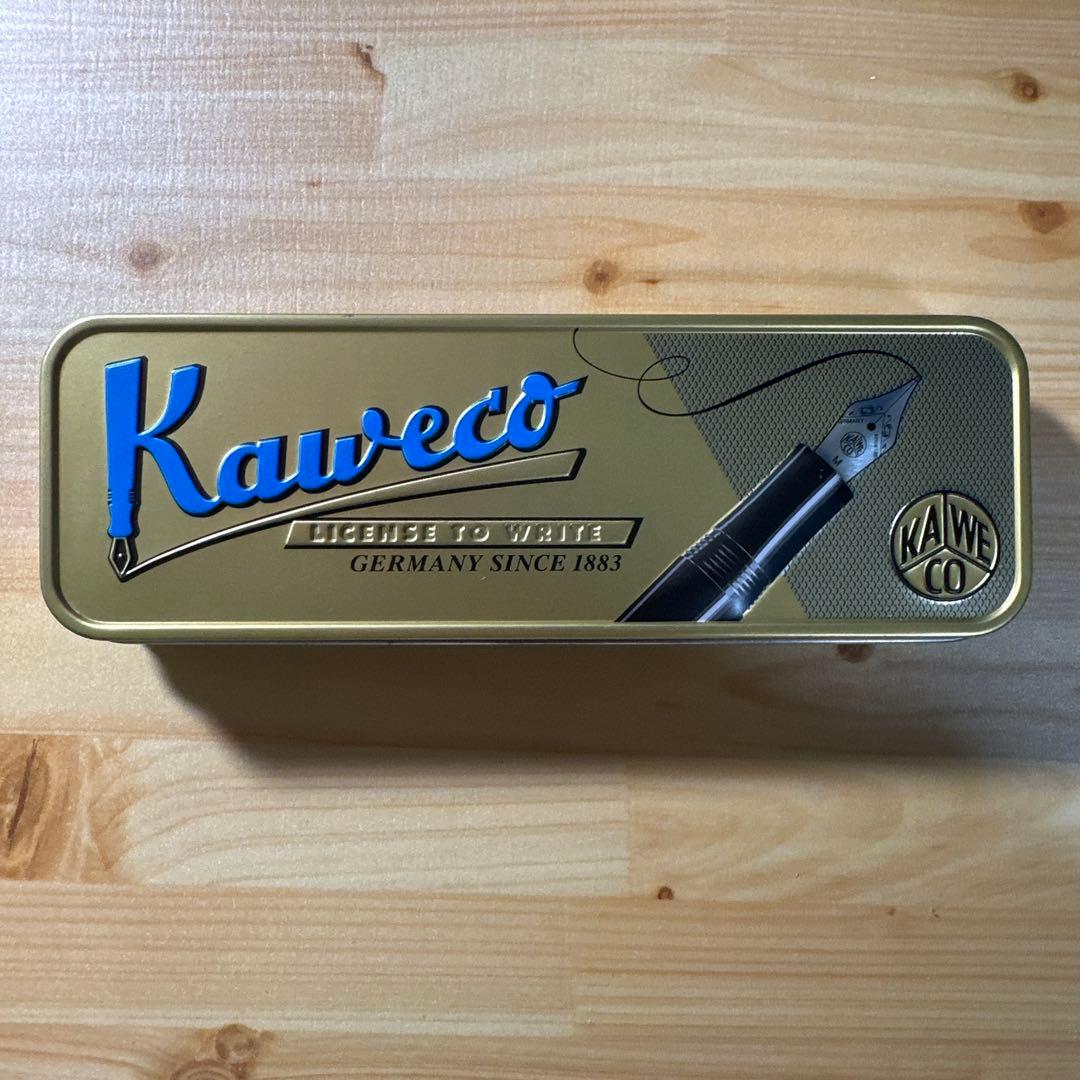 Kaweco
LICENSE TO WRITE
GERMANY SINCE 1883
M
KA WE
CO